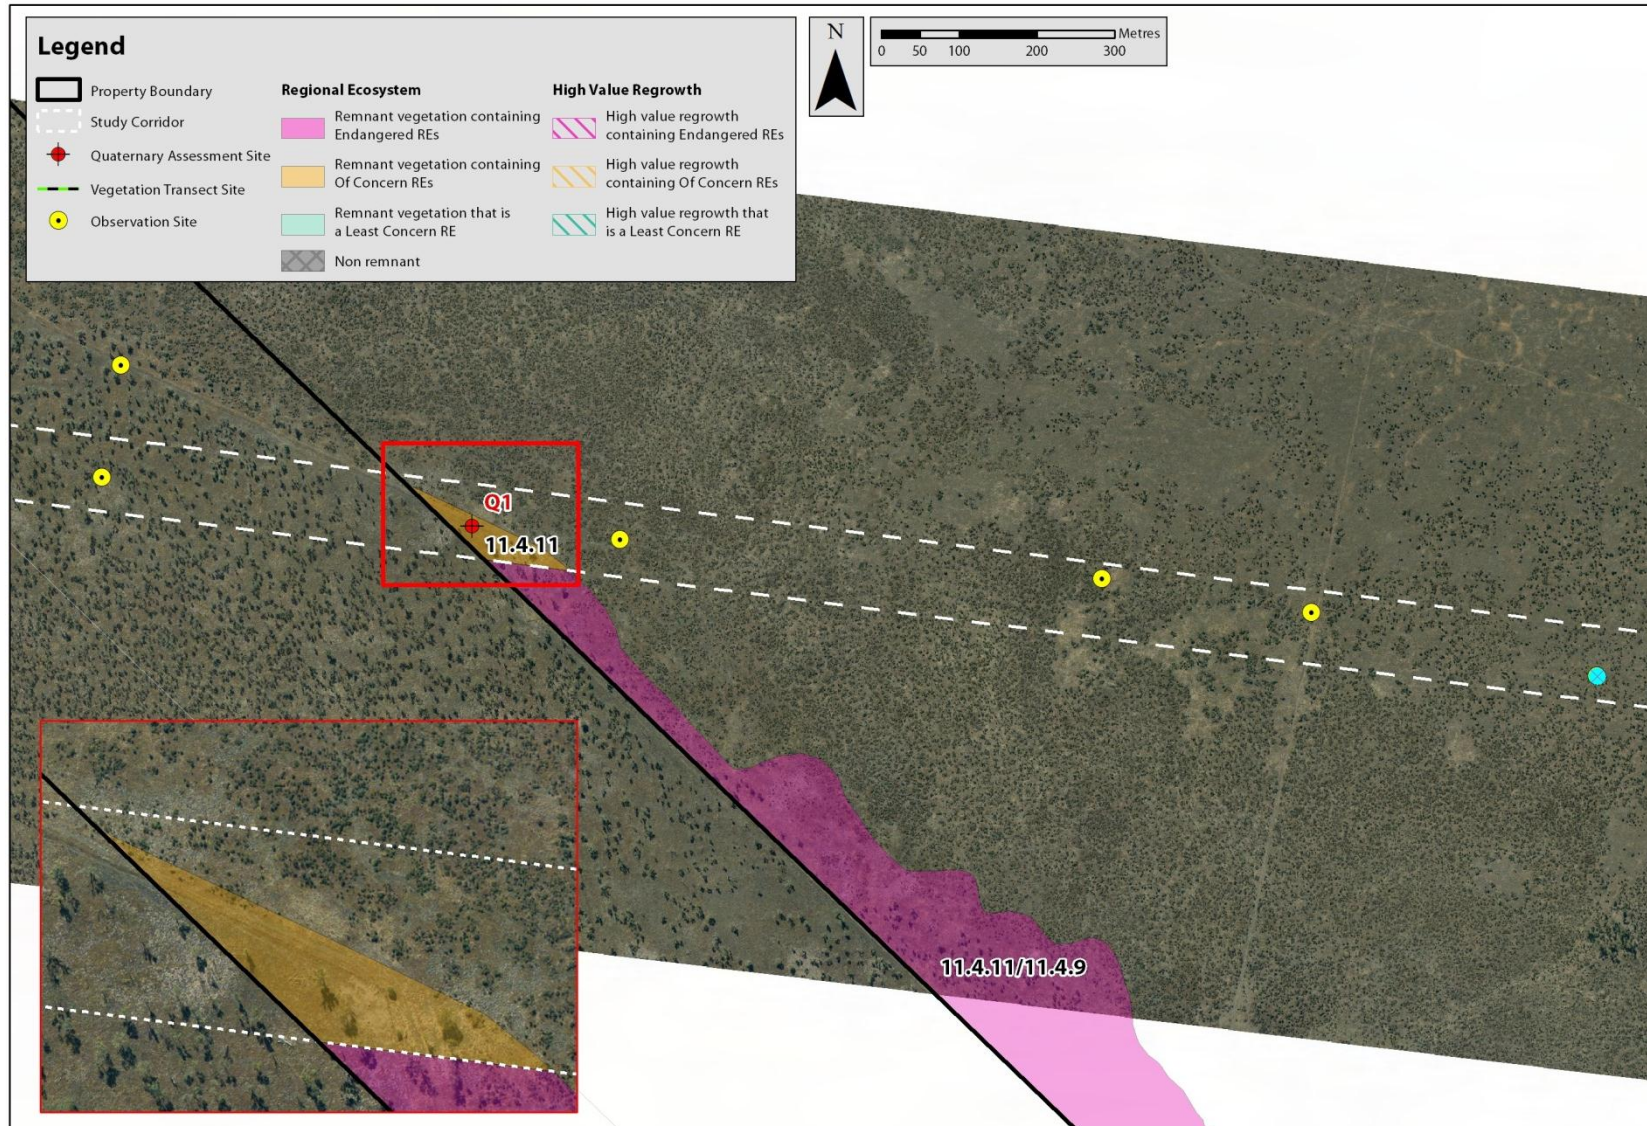 Legend
Property Boundary
Study Corridor
Quaternary Assessment Site
Vegetation Transect Site
Observation Site
Regional Ecosystem
Remnant vegetation containing
Endangered REs
Remnant vegetation containing
Of Concern REs
Remnant vegetation that is
a Least Concern RE
Non remnant
High Value Regrowth
High value regrowth
containing Endangered REs
High value regrowth
containing Of Concern REs
High value regrowth that
is a Least Concern RE
N
Metres
0 50 100 200 300
Q1
11.4.11
11.4.11/11.4.9